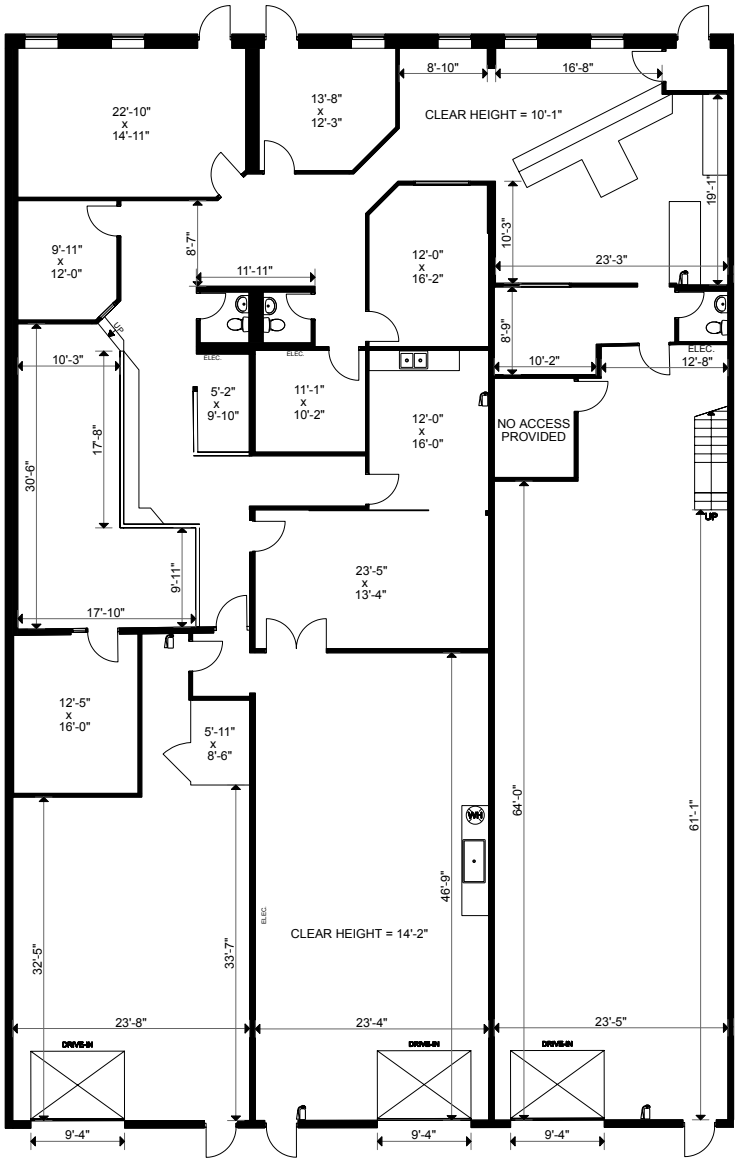 8'-10"
16'-8"
22'-10"
x
14'-11"
13'-8"
x
12'-3"
CLEAR HEIGHT = 10'-1"
19'-1"
9'-11"
x
12'-0"
8'-7"
11'-11"
12'-0"
x
16'-2"
10'-3"
23'-3"
UP
ELEC.
ELEC.
8'-9"
10'-2"
ELEC.
12'-8"
10'-3"
5'-2"
x
9'-10"
11'-1"
x
10'-2"
12'-0"
x
16'-0"
NO ACCESS
PROVIDED
17'-8"
30'-6"
UP
9'-11"
23'-5"
x
13'-4"
17'-10"
12'-5"
x
16'-0"
5'-11"
x
8'-6"
64'-0"
61'-1"
WH
46'-9"
ELEC.
CLEAR HEIGHT = 14'-2"
32'-5"
33'-7"
23'-8"
23'-4"
23'-5"
DRIVE-IN
DRIVE-IN
DRIVE-IN
9'-4"
9'-4"
9'-4"